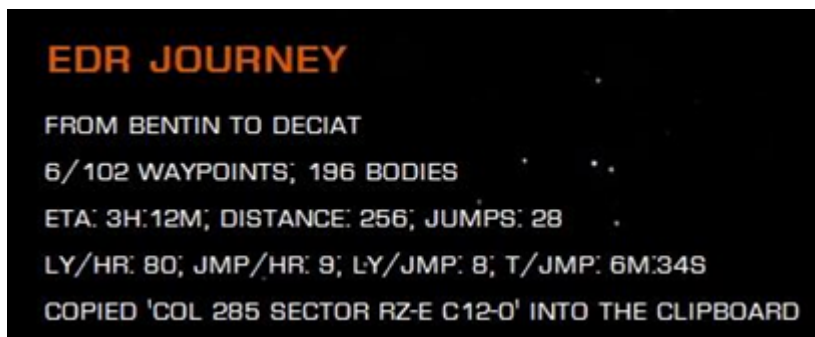 EDR JOURNEY
FROM BENTIN TO DECIAT
6/102 WAYPOINTS; 196 BODIES
ETA: 3H:12M; DISTANCE: 256; JUMPS: 28
LY/HR: 80; JMP/HR: 9; LY/JMP: 8; T/JMP: 6M:34S
COPIED 'COL 285 SECTOR RZ-E C12-0' INTO THE CLIPBOARD